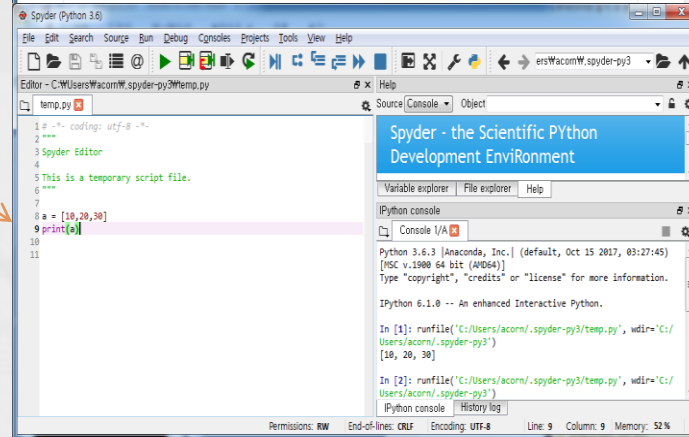 Spyder (Python 3.6)
File Edit Search Source Run Debug Consoles Projects Tools View Help
ers₩acorn₩.spyder-py3
Editor - C:₩Users₩acorn₩.spyder-py3₩temp.py
temp.py
1 # -*- coding: utf-8 -*-
2 """
3 Spyder Editor
4
5 This is a temporary script file.
6 """
7
8 a = [10,20,30]
9 print(a)
10
11
Help
Source Console Object
Spyder - the Scientific PYthon
Development EnviRonment
Variable explorer File explorer Help
IPython console
Console 1/A
Python 3.6.3 |Anaconda, Inc.| (default, Oct 15 2017, 03:27:45)
[MSC v.1900 64 bit (AMD64)]
Type "copyright", "credits" or "license" for more information.
IPython 6.1.0 -- An enhanced Interactive Python.
In [1]: runfile('C:/Users/acorn/.spyder-py3/temp.py', wdir='C:/
Users/acorn/.spyder-py3')
[10, 20, 30]
In [2]: runfile('C:/Users/acorn/.spyder-py3/temp.py', wdir='C:/
Users/acorn/.spyder-py3')
IPython console History log
Permissions: RW End-of-lines: CRLF Encoding: UTF-8 Line: 9 Column: 9 Memory: 52 %